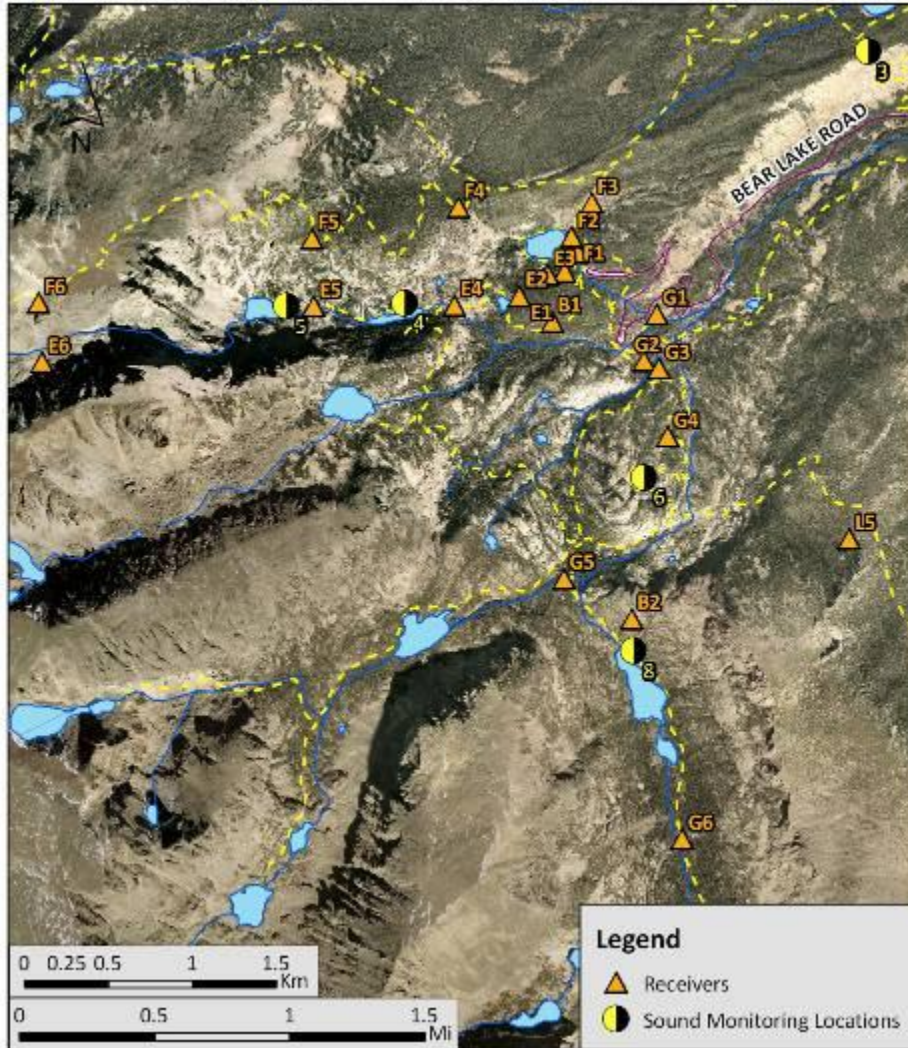 3
N
BEAR LAKE ROAD
F3
F4
F2
F5
F1
E3
E2
F6
E5
E4
G1
5
4
E1
B1
E6
G2
G3
G4
6
L5
G5
B2
8
G6
Legend
Receivers
Sound Monitoring Locations
0 0.25 0.5 1 1.5
Km
0 0.5 1 1.5
Mi